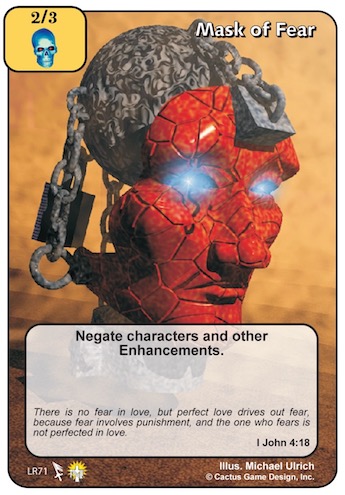 2/3
Mask of Fear
Negate characters and other
Enhancements.
There is no fear in love, but perfect love drives out fear,
because fear involves punishment, and the one who fears
is not perfected in love.
I John 4:18
LR71
Illus. Michael Ulrich
© Cactus Game Design, Inc.